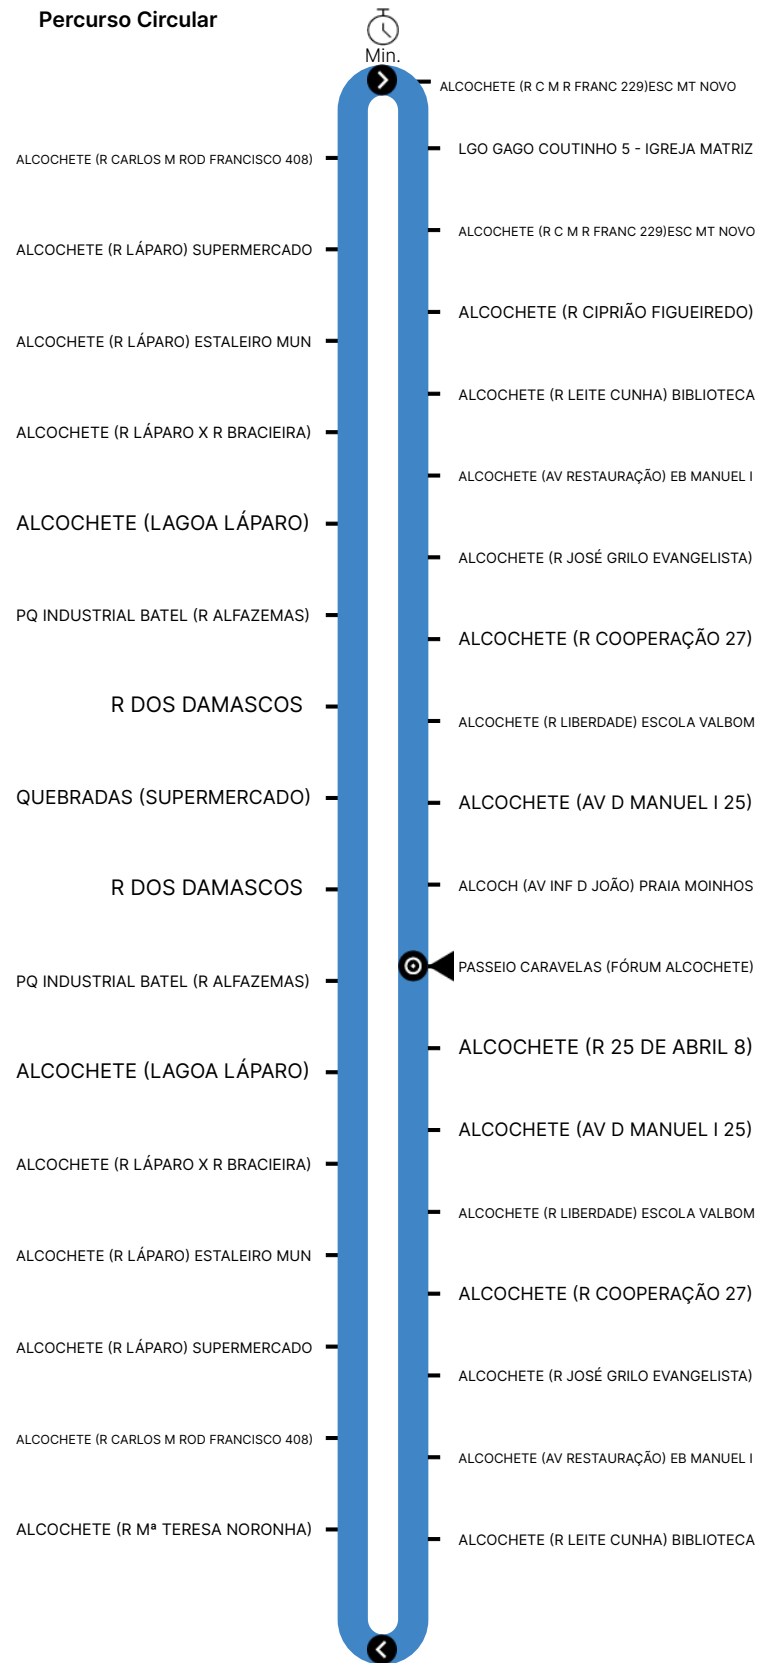 Percurso Circular
Min.
ALCOCHETE (R C M R FRANC 229)ESC MT NOVO
LGO GAGO COUTINHO 5 - IGREJA MATRIZ
ALCOCHETE (R C M R FRANC 229)ESC MT NOVO
ALCOCHETE (R CIPRIÃO FIGUEIREDO)
ALCOCHETE (R LEITE CUNHA) BIBLIOTECA
ALCOCHETE (AV RESTAURAÇÃO) EB MANUEL I
ALCOCHETE (R JOSÉ GRILO EVANGELISTA)
ALCOCHETE (R COOPERAÇÃO 27)
ALCOCHETE (R LIBERDADE) ESCOLA VALBOM
ALCOCHETE (AV D MANUEL I 25)
ALCOCH (AV INF D JOÃO) PRAIA MOINHOS
PASSEIO CARAVELAS (FÓRUM ALCOCHETE)
ALCOCHETE (R 25 DE ABRIL 8)
ALCOCHETE (AV D MANUEL I 25)
ALCOCHETE (R LIBERDADE) ESCOLA VALBOM
ALCOCHETE (R COOPERAÇÃO 27)
ALCOCHETE (R JOSÉ GRILO EVANGELISTA)
ALCOCHETE (AV RESTAURAÇÃO) EB MANUEL I
ALCOCHETE (R LEITE CUNHA) BIBLIOTECA
ALCOCHETE (R CARLOS M ROD FRANCISCO 408)
ALCOCHETE (R LÁPARO) SUPERMERCADO
ALCOCHETE (R LÁPARO) ESTALEIRO MUN
ALCOCHETE (R LÁPARO X R BRACIEIRA)
ALCOCHETE (LAGOA LÁPARO)
PQ INDUSTRIAL BATEL (R ALFAZEMAS)
R DOS DAMASCOS
QUEBRADAS (SUPERMERCADO)
R DOS DAMASCOS
PQ INDUSTRIAL BATEL (R ALFAZEMAS)
ALCOCHETE (LAGOA LÁPARO)
ALCOCHETE (R LÁPARO X R BRACIEIRA)
ALCOCHETE (R LÁPARO) ESTALEIRO MUN
ALCOCHETE (R LÁPARO) SUPERMERCADO
ALCOCHETE (R CARLOS M ROD FRANCISCO 408)
ALCOCHETE (R Mª TERESA NORONHA)